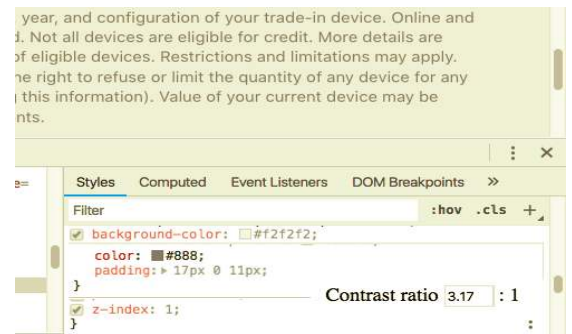 year, and configuration of your trade-in device. Online and
d. Not all devices are eligible for credit. More details are
of eligible devices. Restrictions and limitations may apply.
he right to refuse or limit the quantity of any device for any
this information). Value of your current device may be
nts.
e=
Styles Computed Event Listeners DOM Breakpoints »
Filter :hov .cls +
background-color: #f2f2f2;
color: #888;
padding: 17px 0 11px;
}
Contrast ratio 3.17 : 1
z-index: 1;
}